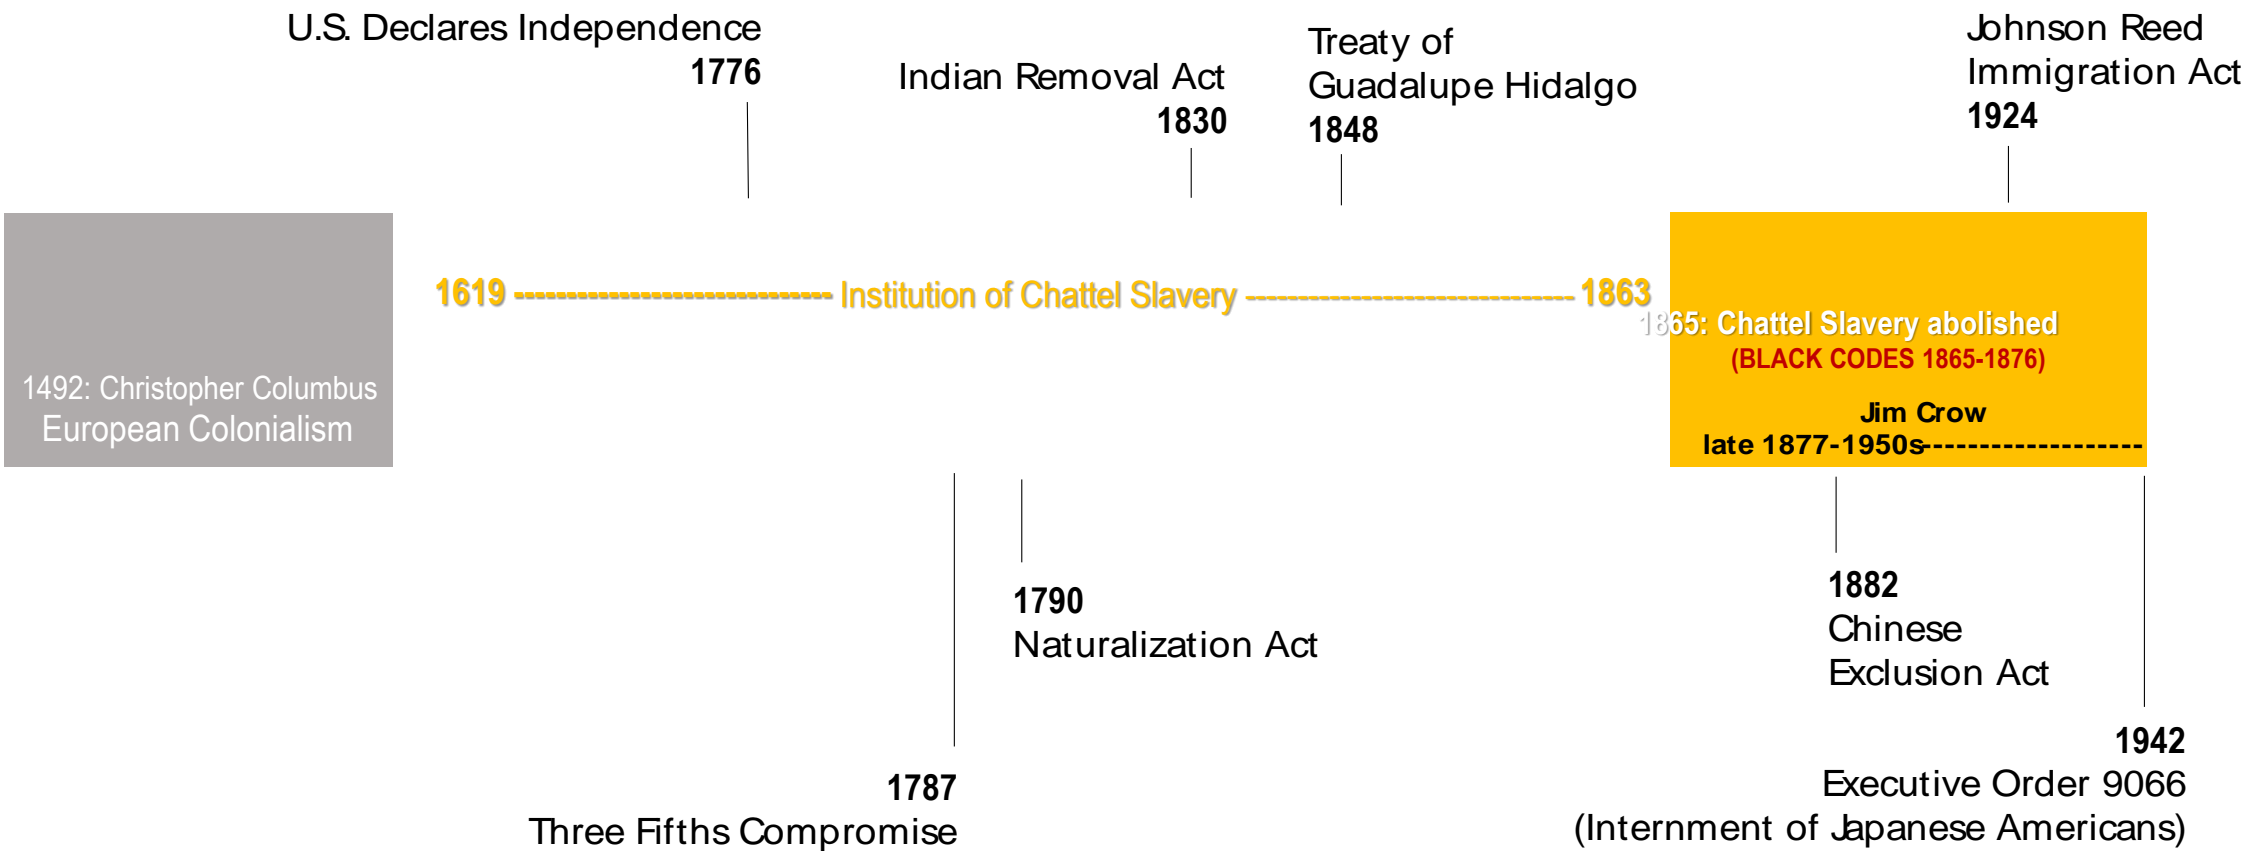 U.S. Declares Independence
1776
Indian Removal Act
1830
Treaty of
Guadalupe Hidalgo
1848
Johnson Reed
Immigration Act
1924
1492: Christopher Columbus
European Colonialism
1619 ------------------------------ Institution of Chattel Slavery ------------------------------- 1863
1865: Chattel Slavery abolished
(BLACK CODES 1865-1876)
Jim Crow
late 1877-1950s-------------------
1790
Naturalization Act
1787
Three Fifths Compromise
1882
Chinese
Exclusion Act
1942
Executive Order 9066
(Internment of Japanese Americans)